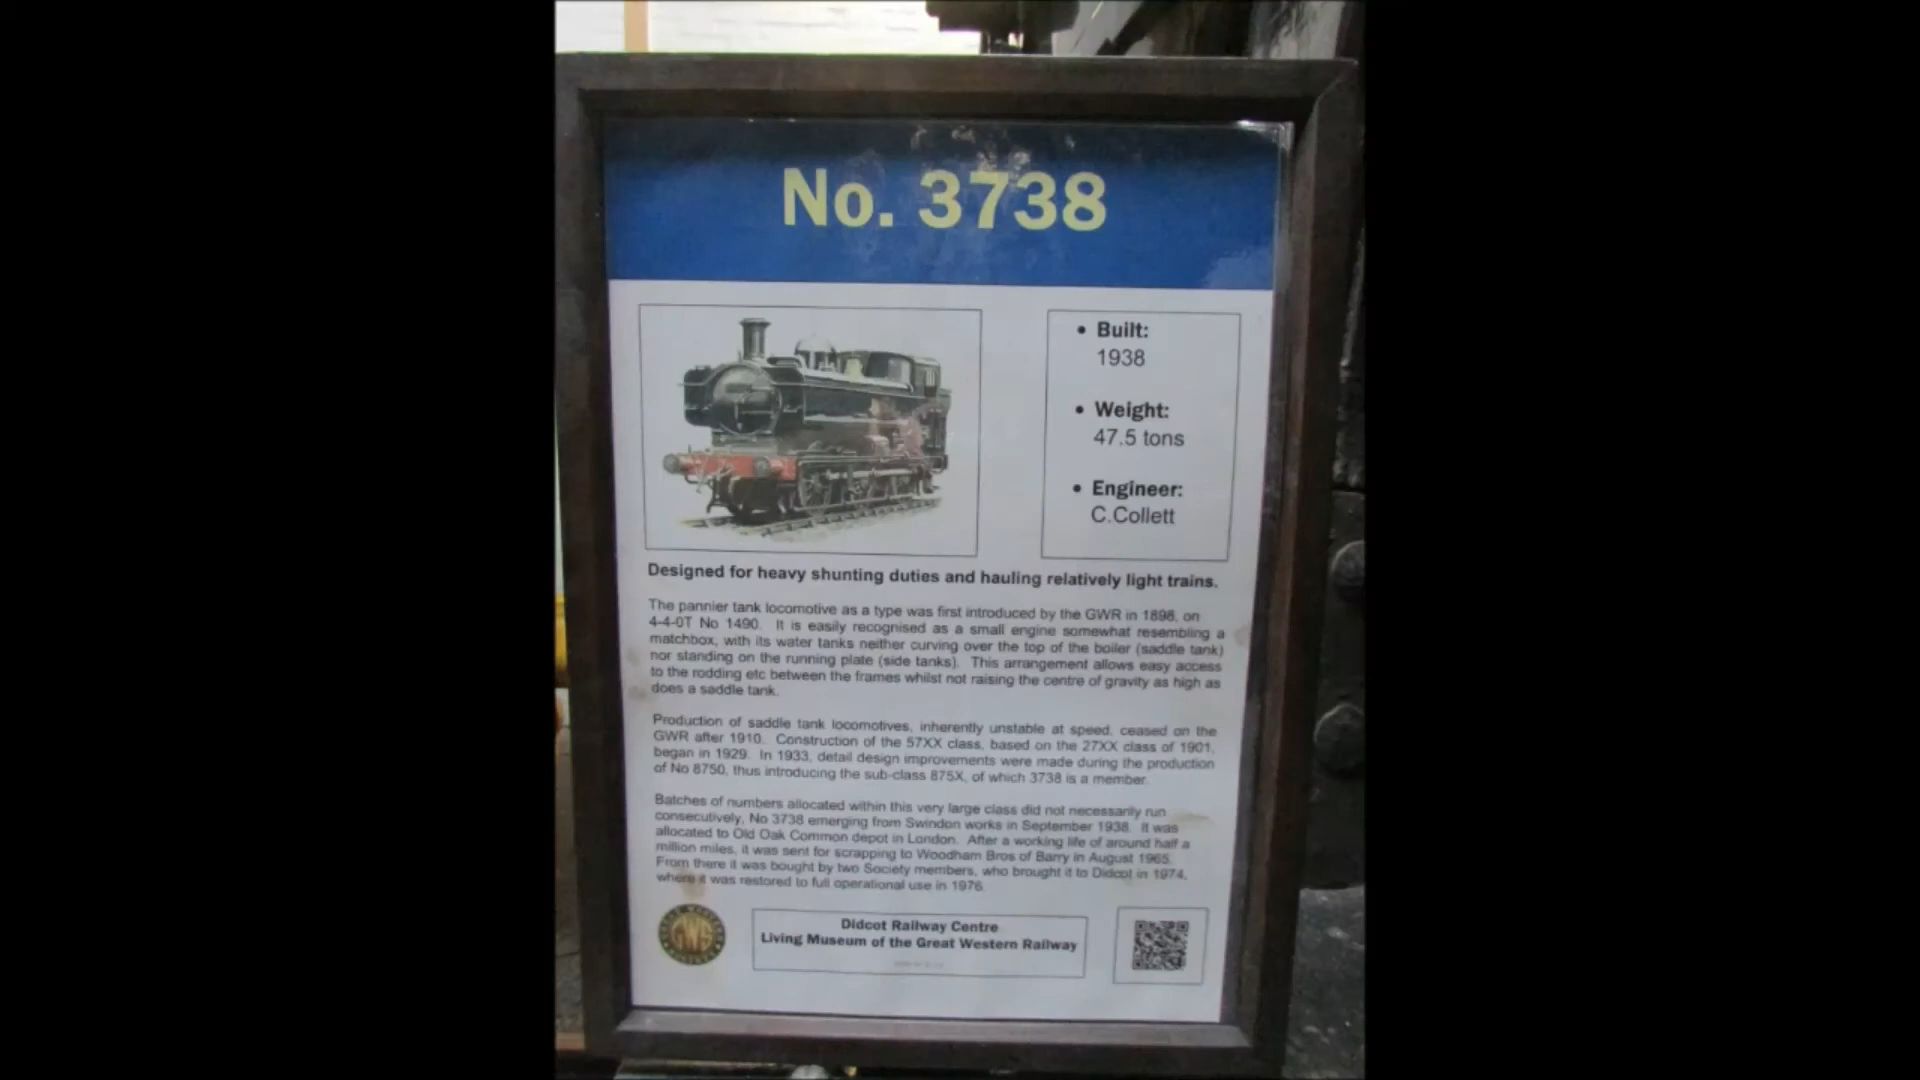 No. 3738
• Built:
1938
• Weight:
47.5 tons
• Engineer:
C.Collett
Designed for heavy shunting duties and hauling relatively light trains.
The pannier tank locomotive as a type was first introduced by the GWR in 1898, on
4-4-0T No 1490. It is easily recognised as a small engine somewhat resembling a
matchbox, with its water tanks neither curving over the top of the boiler (saddle tank)
nor standing on the running plate (side tanks). This arrangement allows easy access
to the rodding etc between the frames whilst not raising the centre of gravity as high as
does a saddle tank.
Production of saddle tank locomotives, inherently unstable at speed, ceased on the
GWR after 1910. Construction of the 57XX class, based on the 27XX class of 1901,
began in 1929. In 1933, detail design improvements were made during the production
of No 8750, thus introducing the sub-class 875X, of which 3738 is a member.
Batches of numbers allocated within this very large class did not necessarily run
consecutively, No 3738 emerging from Swindon works in September 1938. It was
allocated to Old Oak Common depot in London. After a working life of around half a
million miles, it was sent for scrapping to Woodham Bros of Barry in August 1965.
From there it was bought by two Society members, who brought it to Didcot in 1974,
where it was restored to full operational use in 1976.
GWS
Didcot Railway Centre
Living Museum of the Great Western Railway